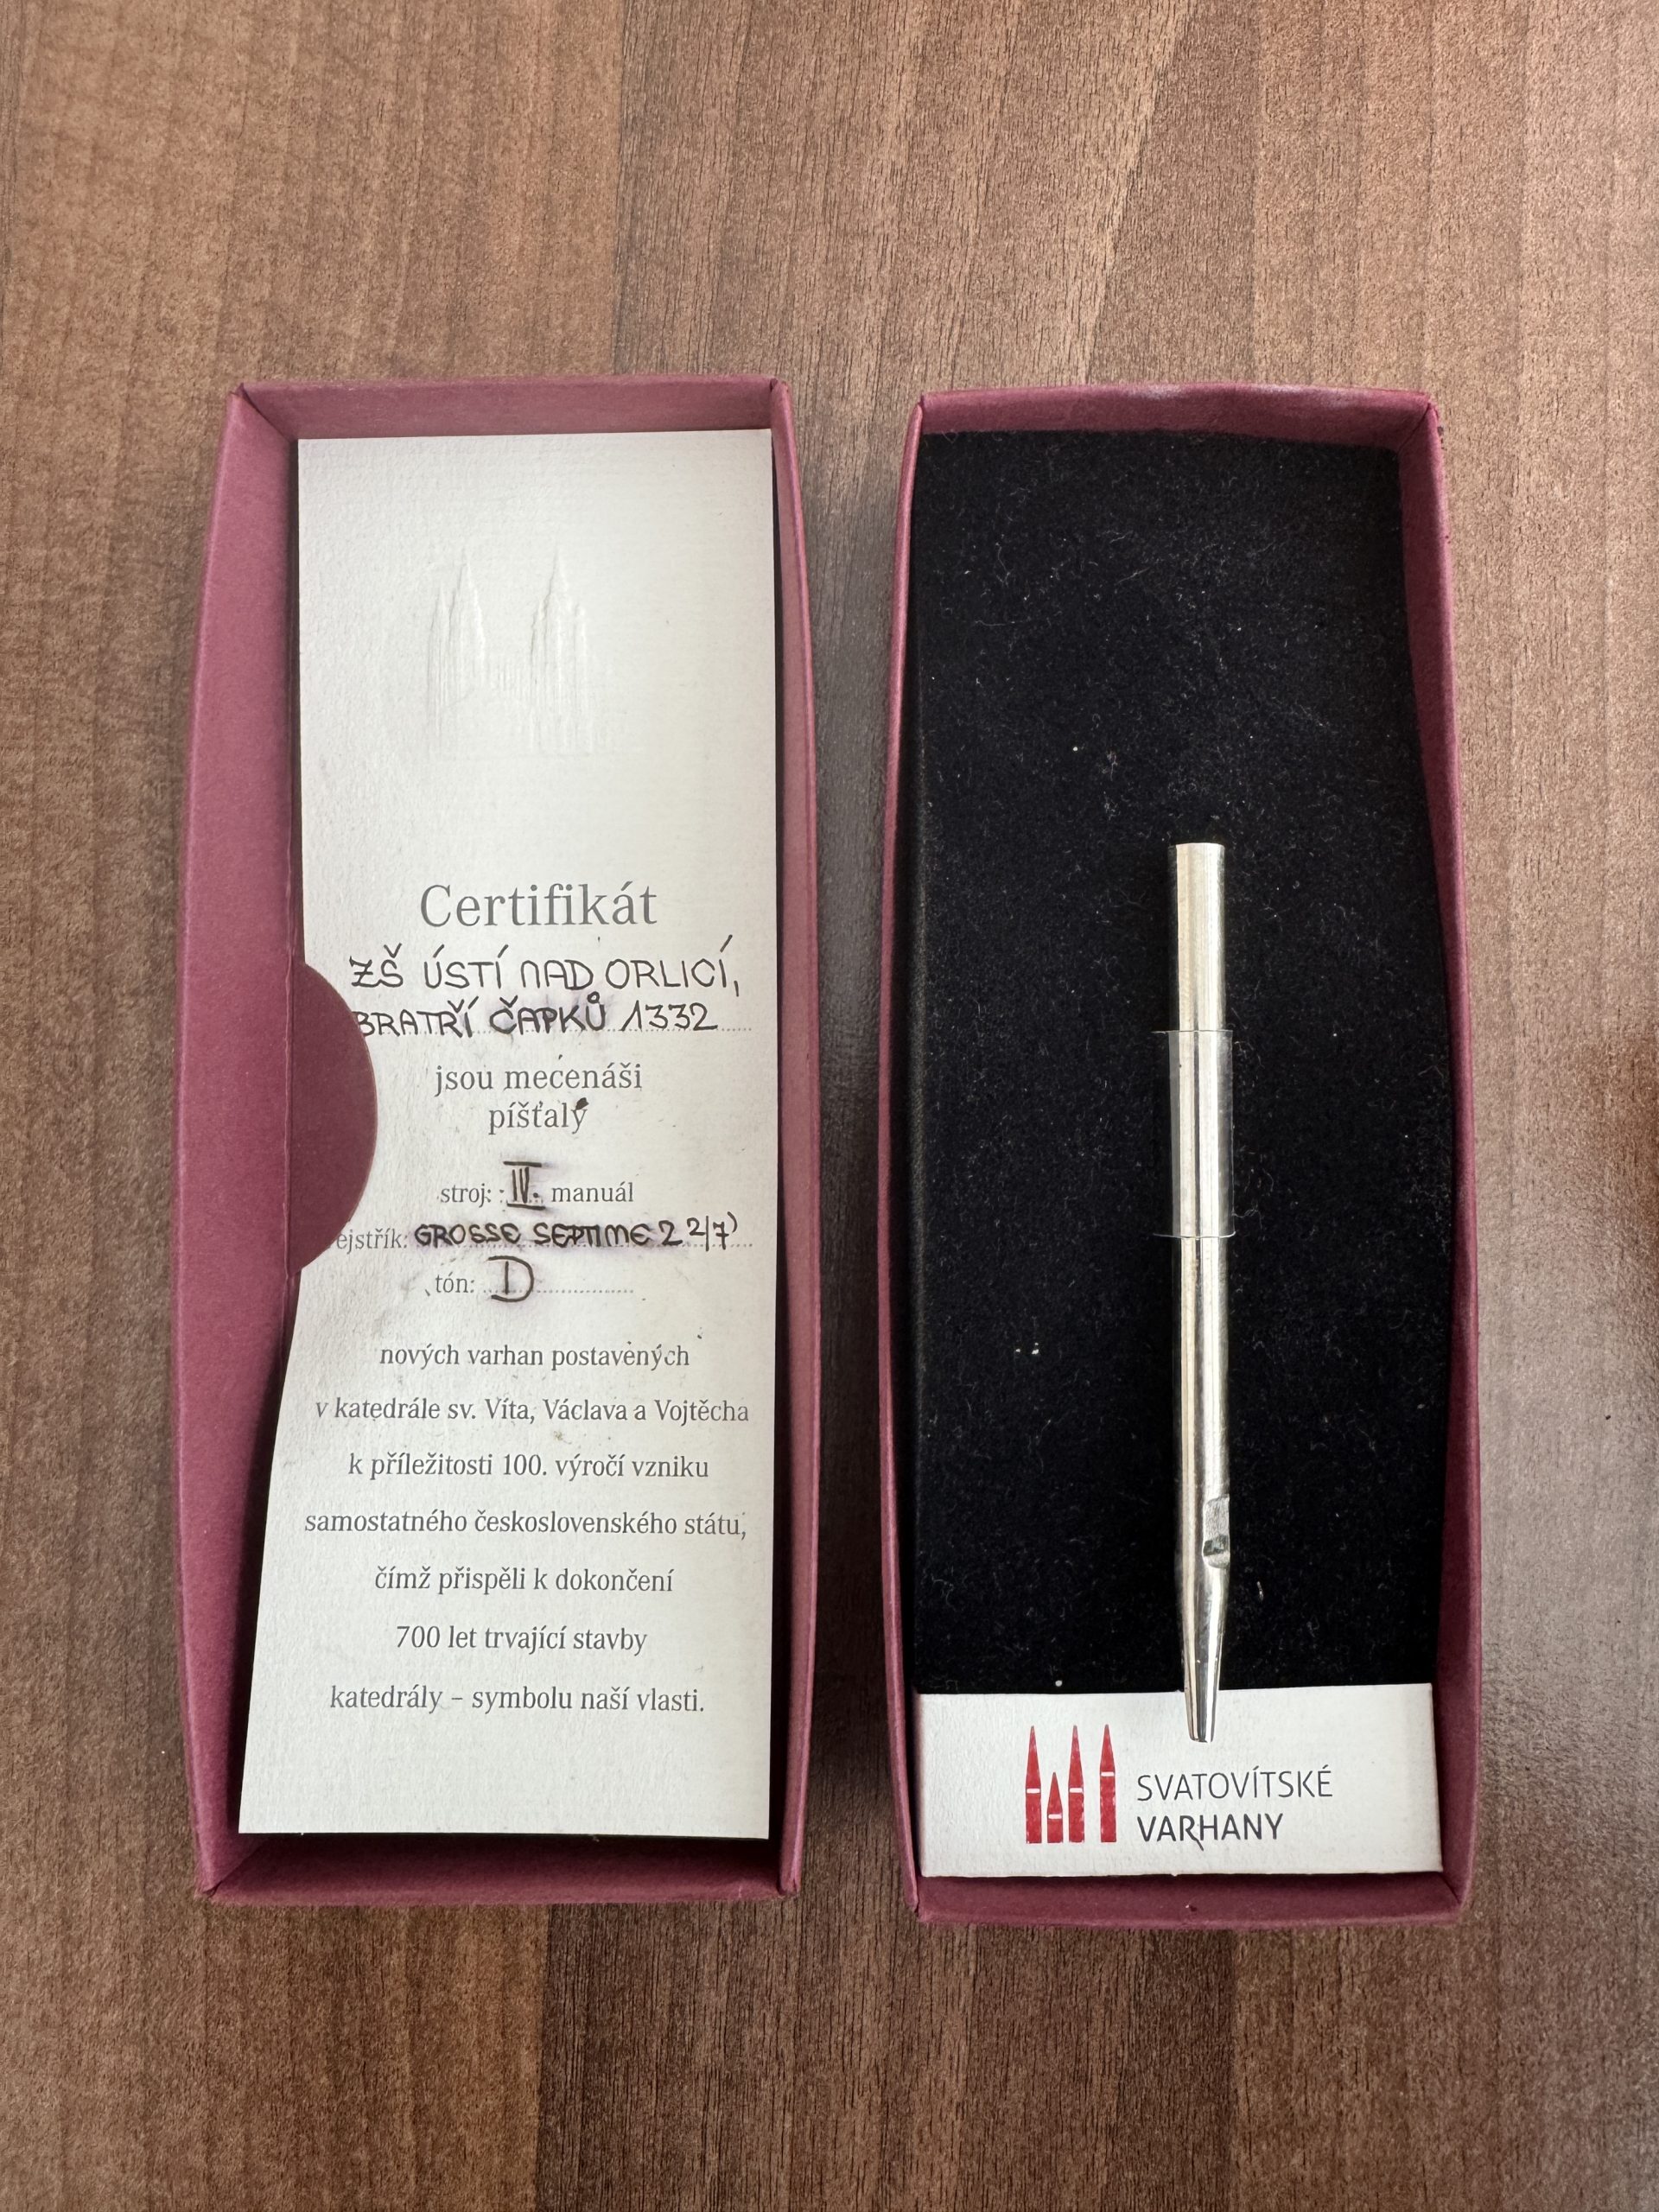 Certifikát
ZŠ ÚSTÍ NAD ORLICÍ,
BRATŘÍ ČAPKŮ 1332
jsou mecenáši
píšťaly
stroj: IV. manuál
ejstřík: GROSSE SEPTIME 2 2/7'
tón: D
nových varhan postavených
v katedrále sv. Víta, Václava a Vojtěcha
k příležitosti 100. výročí vzniku
samostatného československého státu,
čímž přispěli k dokončení
700 let trvající stavby
katedrály – symbolu naší vlasti.
SVATOVÍTSKÉ
VARHANY